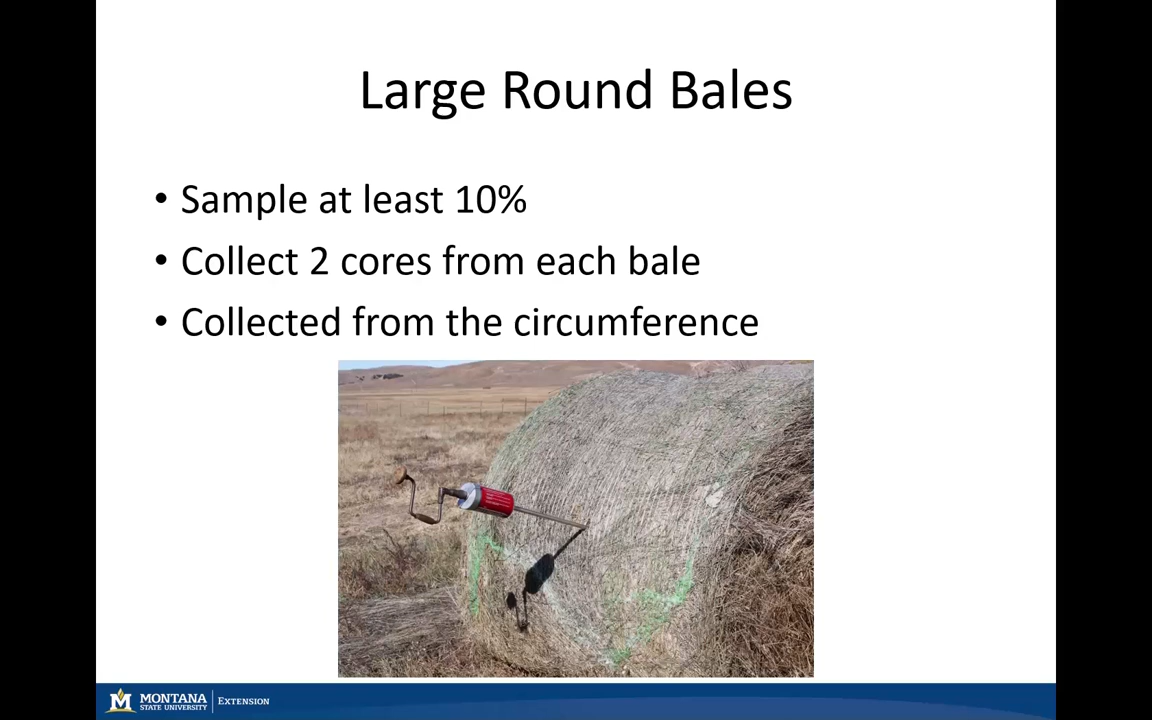 Large Round Bales
• Sample at least 10%
• Collect 2 cores from each bale
• Collected from the circumference
M MONTANA STATE UNIVERSITY | EXTENSION